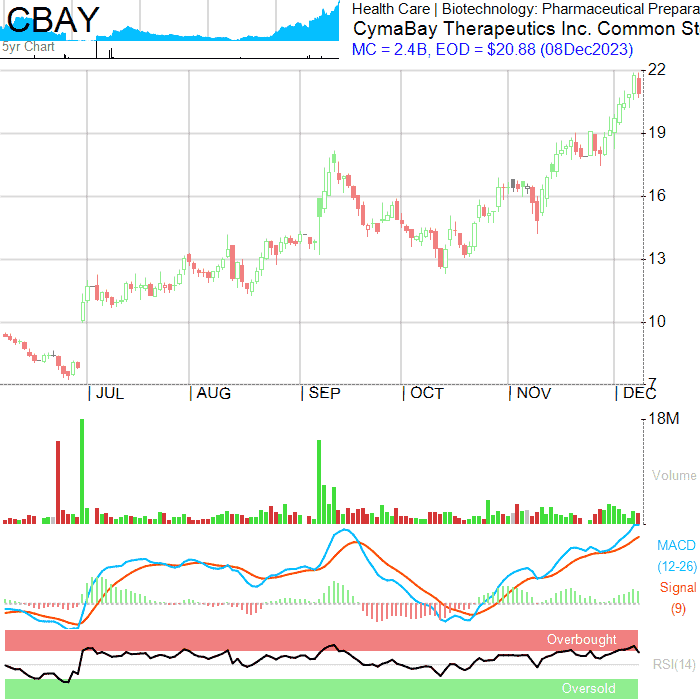 CBAY
5yr Chart
Health Care | Biotechnology: Pharmaceutical Prepara
CymaBay Therapeutics Inc. Common St
MC = 2.4B, EOD = $20.88 (08Dec2023)
22
19
16
13
10
7
JUL
AUG
SEP
OCT
NOV
DEC
18M
Volume
MACD
(12-26)
Signal
(9)
Overbought
RSI(14)
Oversold